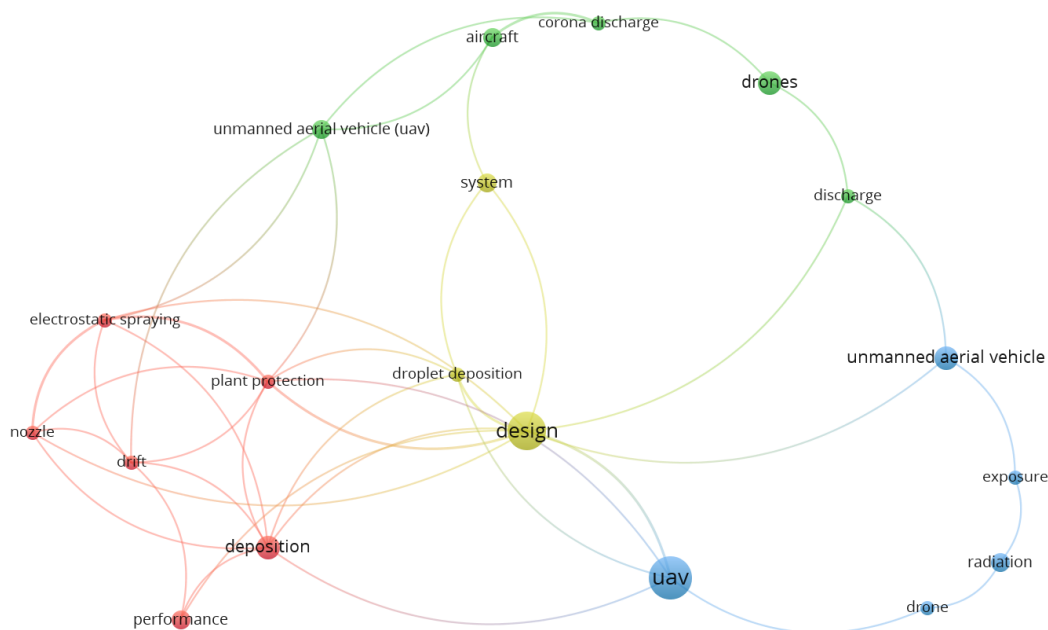 corona discharge
aircraft
drones
unmanned aerial vehicle (uav)
system
discharge
electrostatic spraying
unmanned aerial vehicle
droplet deposition
plant protection
design
nozzle
drift
exposure
deposition
radiation
uav
drone
performance